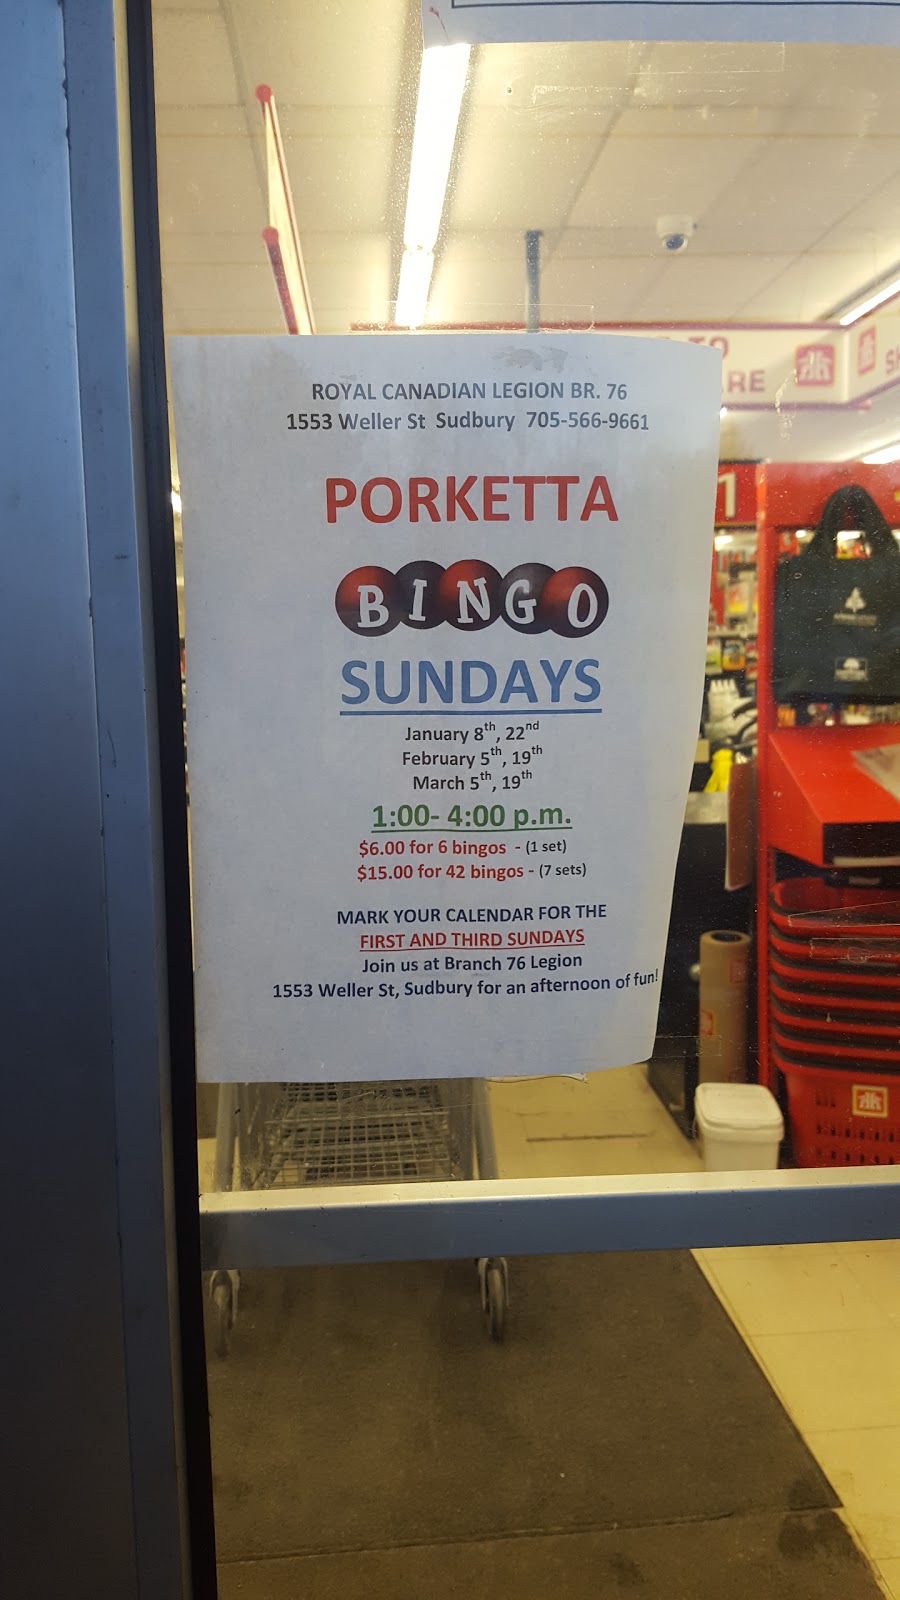 ROYAL CANADIAN LEGION BR. 76
1553 Weller St Sudbury 705-566-9661
PORKETTA
BINGO
SUNDAYS
January 8th, 22nd
February 5th, 19th
March 5th, 19th
1:00- 4:00 p.m.
$6.00 for 6 bingos - (1 set)
$15.00 for 42 bingos - (7 sets)
MARK YOUR CALENDAR FOR THE
FIRST AND THIRD SUNDAYS
Join us at Branch 76 Legion
1553 Weller St, Sudbury for an afternoon of fun!
TO
1